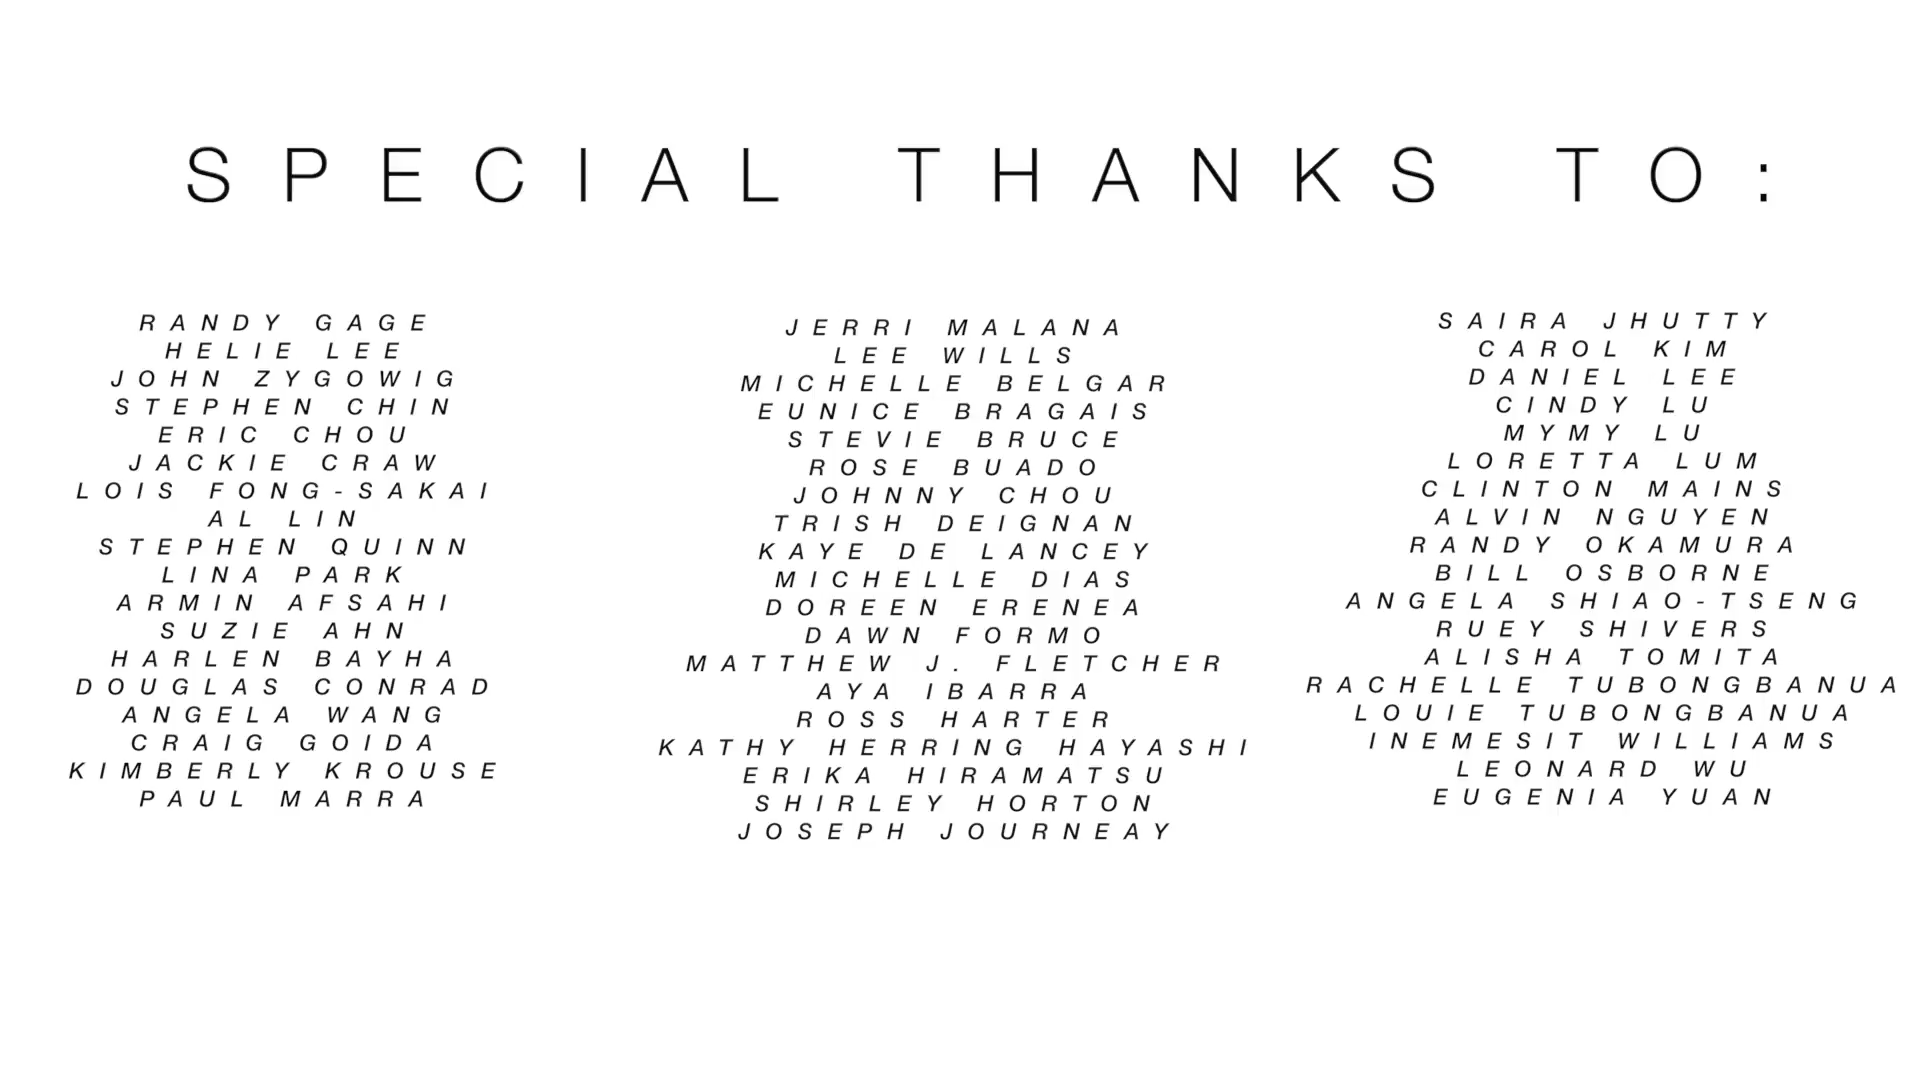 SPECIAL THANKS TO:
RANDY GAGE
HELIE LEE
JOHN ZYGOWIG
STEPHEN CHIN
ERIC CHOU
JACKIE CRAW
LOIS FONG-SAKAI
AL LIN
STEPHEN QUINN
LINA PARK
ARMIN AFSAHI
SUZIE AHN
HARLEN BAYHA
DOUGLAS CONRAD
ANGELA WANG
CRAIG GOIDA
KIMBERLY KROUSE
PAUL MARRA
JERRI MALANA
LEE WILLS
MICHELLE BELGAR
EUNICE BRAGAIS
STEVIE BRUCE
ROSE BUADO
JOHNNY CHOU
TRISH DEIGNAN
KAYE DE LANCEY
MICHELLE DIAS
DOREEN ERENEA
DAWN FORMO
MATTHEW J. FLETCHER
AYA IBARRA
ROSS HARTER
KATHY HERRING HAYASHI
ERIKA HIRAMATSU
SHIRLEY HORTON
JOSEPH JOURNEAY
SAIRA JHUTTY
CAROL KIM
DANIEL LEE
CINDY LU
MYMY LU
LORETTA LUM
CLINTON MAINS
ALVIN NGUYEN
RANDY OKAMURA
BILL OSBORNE
ANGELA SHIAO-TSENG
RUEY SHIVERS
ALISHA TOMITA
RACHELLE TUBONGBANUA
LOUIE TUBONGBANUA
INEMESIT WILLIAMS
LEONARD WU
EUGENIA YUAN